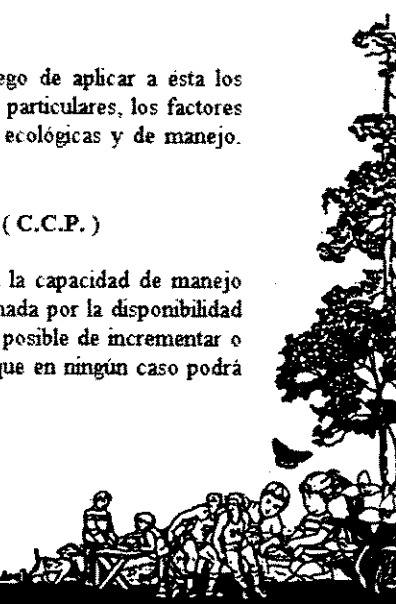 ego de aplicar a ésta los
particulares, los factores
ecológicas y de manejo.
( C.C.P. )
la capacidad de manejo
nada por la disponibilidad
posible de incrementar o
que en ningún caso podrá